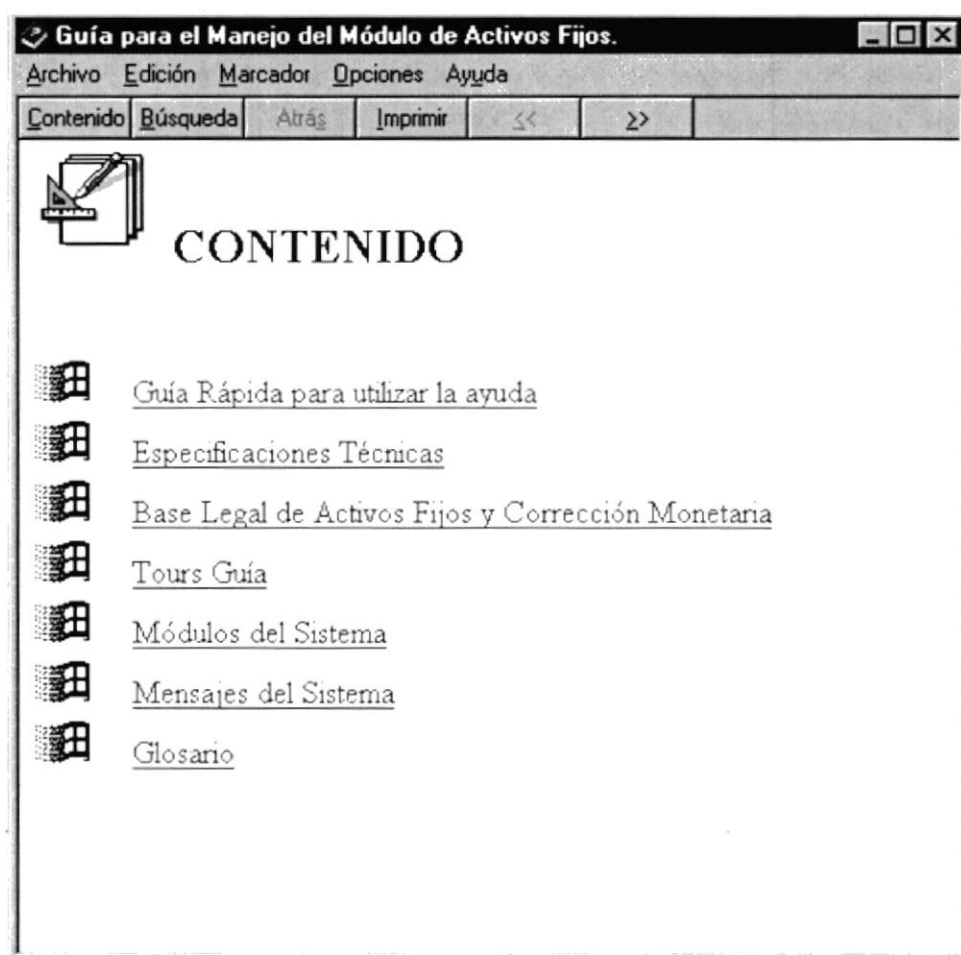 Guía para el Manejo del Módulo de Activos Fijos.
Archivo Edición Marcador Opciones Ayuda
Contenido Búsqueda Atrás Imprimir << >>
CONTENIDO
Guía Rápida para utilizar la ayuda
Especificaciones Técnicas
Base Legal de Activos Fijos y Corrección Monetaria
Tours Guía
Módulos del Sistema
Mensajes del Sistema
Glosario